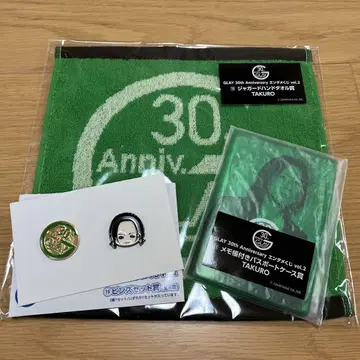 30
Anniv.
GLAY 30th Anniversary エンタメくじ vol.2
ジャガードハンドタオル賞
TAKURO
GLAY 30th Anniversary エンタメくじ vol.2
メモ帳付きパスポートケース賞
TAKURO
ピンズセット賞